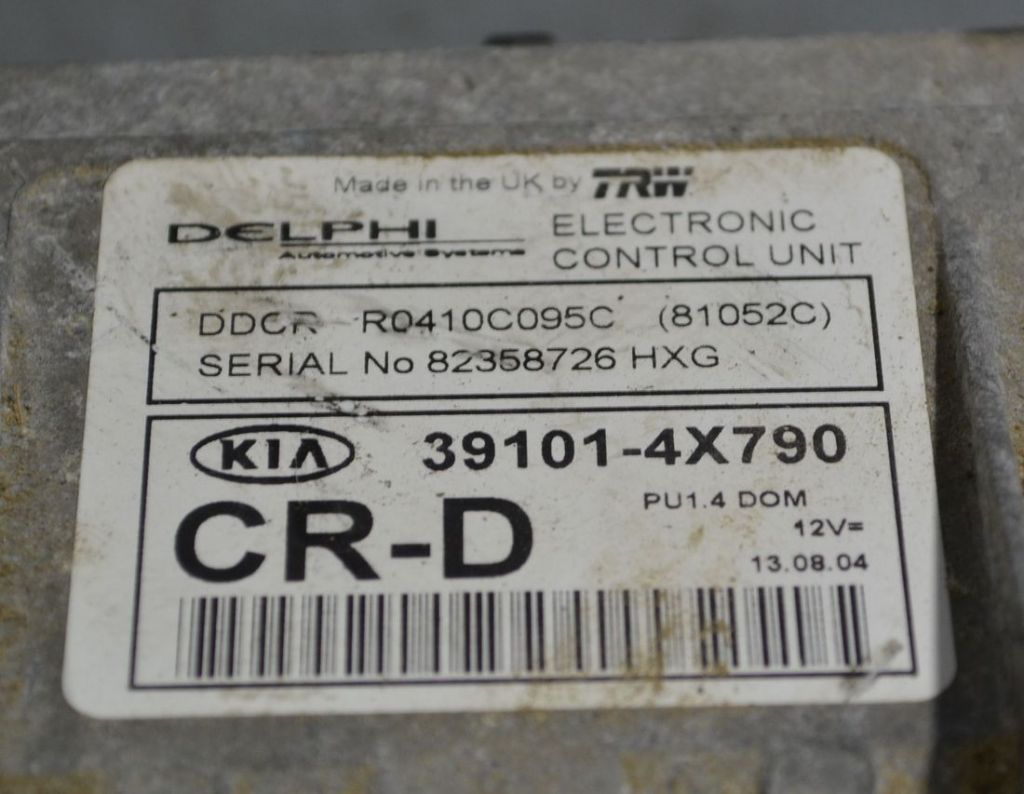 Made in the UK by TRW
DELPHI
Automotive Systems
ELECTRONIC
CONTROL UNIT
DDCR R0410C095C (81052C)
SERIAL No 82358726 HXG
KIA 39101-4X790
CR-D
PU1.4 DOM
12V=
13.08.04